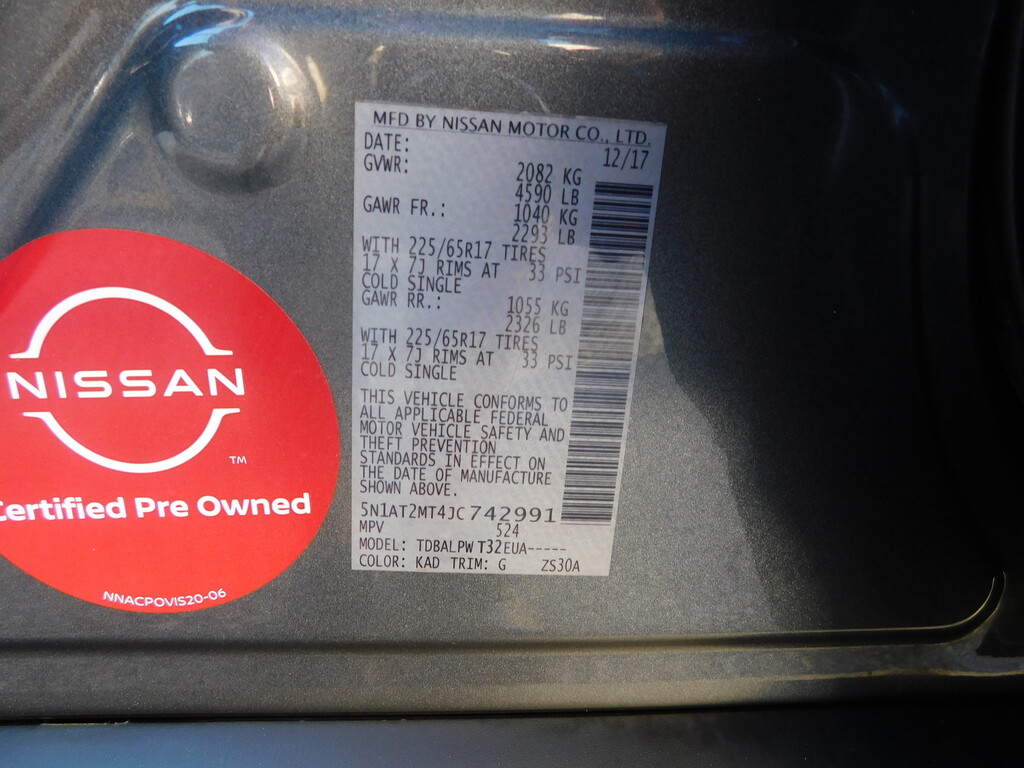 MFD BY NISSAN MOTOR CO., LTD.
DATE: 12/17
GVWR: 2082 KG
4590 LB
GAWR FR.: 1040 KG
2293 LB
WITH 225/65R17 TIRES
17 X 7J RIMS AT 33 PSI
COLD SINGLE
GAWR RR.: 1055 KG
2326 LB
WITH 225/65R17 TIRES
17 X 7J RIMS AT 33 PSI
COLD SINGLE
THIS VEHICLE CONFORMS TO
ALL APPLICABLE FEDERAL
MOTOR VEHICLE SAFETY AND
THEFT PREVENTION
STANDARDS IN EFFECT ON
THE DATE OF MANUFACTURE
SHOWN ABOVE.
5N1AT2MT4JC742991
MPV 524
MODEL: TDBALPW T32EUA-----
COLOR: KAD TRIM: G ZS30A
NISSAN
TM
Certified Pre Owned
NNACPOVIS20-06